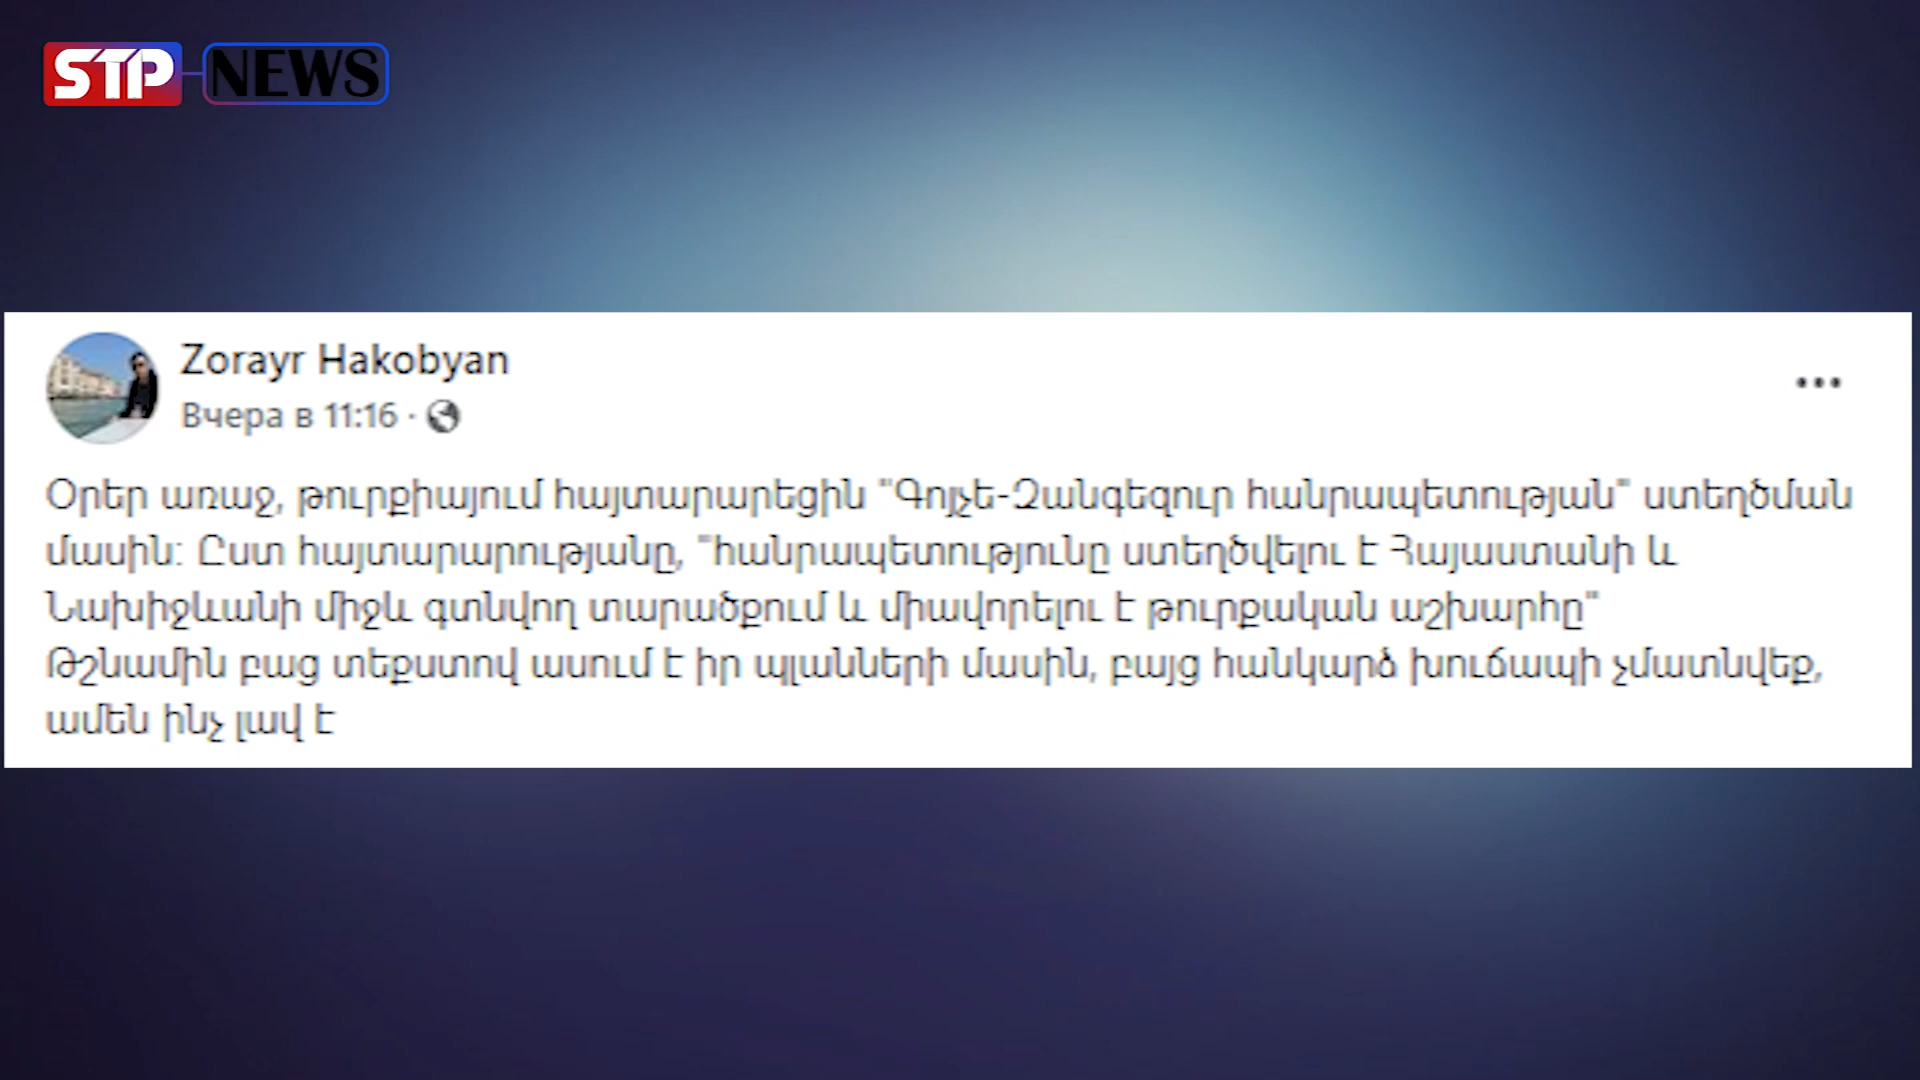 STP NEWS
Zorayr Hakobyan
Вчера в 11:16 ·
Օրեր առաջ, թուրքիայում հայտարարեցին "Գոյչե-Զանգեզուր հանրապետության" ստեղծման
մասին: Ըստ հայտարարությանը, "հանրապետությունը ստեղծվելու է Հայաստանի և
Նախիջևանի միջև գտնվող տարածքում և միավորելու է թուրքական աշխարհը"
Թշնամին բաց տեքստով ասում է իր պլանների մասին, բայց հանկարձ խուճապի չմատնվեք,
ամեն ինչ լավ է